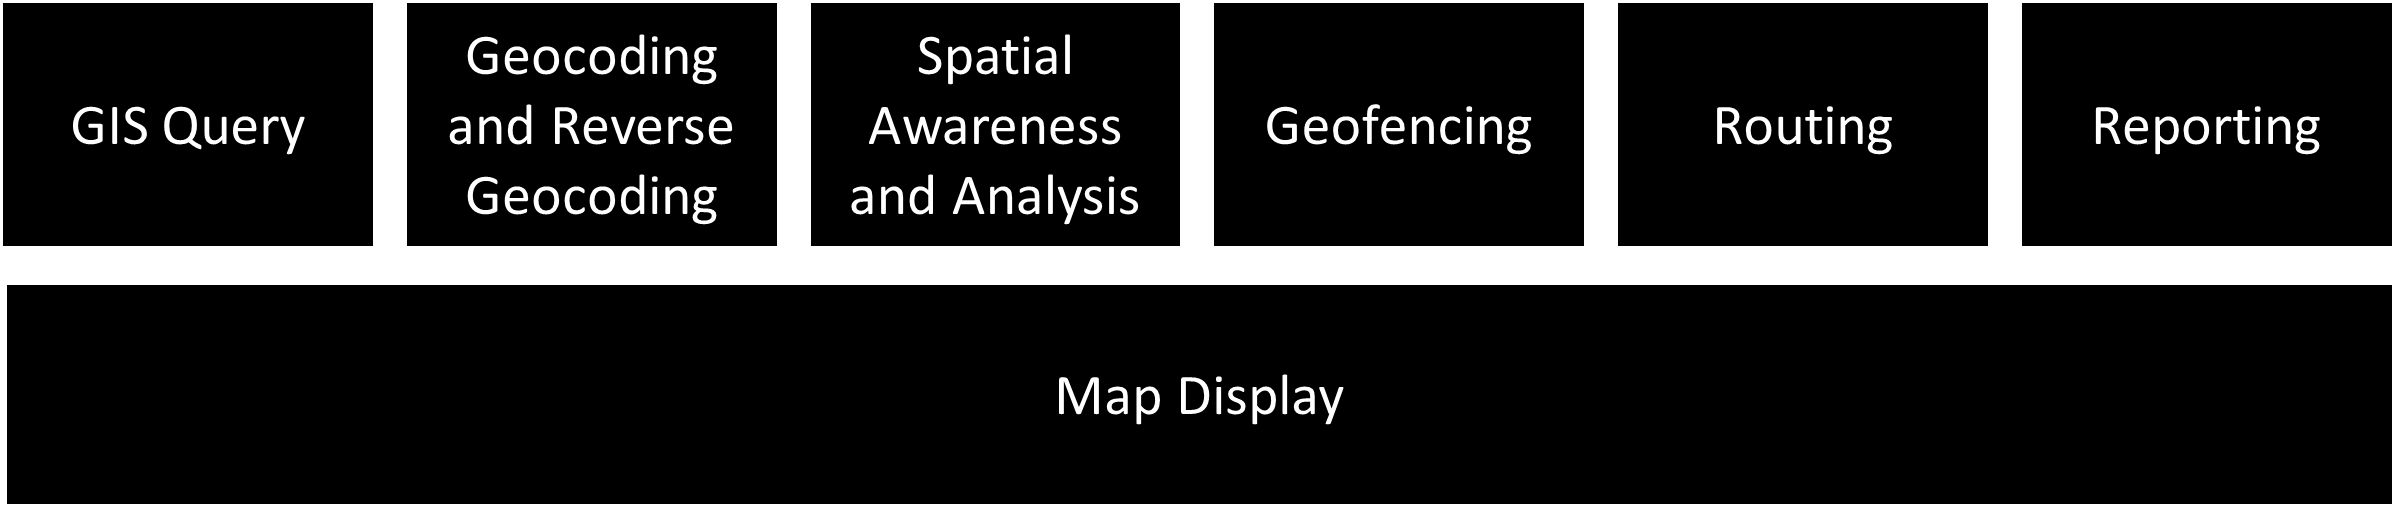 GIS Query
Geocoding
and Reverse
Geocoding
Spatial
Awareness
and Analysis
Geofencing
Routing
Reporting
Map Display